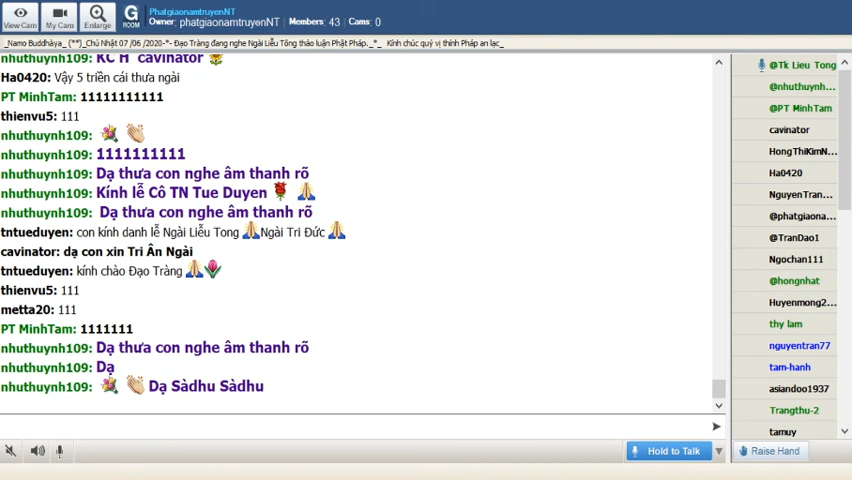 View Cam
My Cam
Enlarge
G
ROOM
PhatgiaonamtruyenNT
Owner: phatgiaonamtruyenNT
Members: 43
Cams: 0
_Namo Buddhàya_ (**)_Chủ Nhật 07 /06 /2020-*- Đạo Tràng đang nghe Ngài Liễu Tông thảo luận Phật Pháp._*_ Kính chúc quý vị thính Pháp an lạc_
nhuthuynh109: KC H cavinator
Ha0420: Vậy 5 triền cái thưa ngài
PT MinhTam: 11111111111
thienvu5: 111
nhuthuynh109:
nhuthuynh109: 1111111111
nhuthuynh109: Dạ thưa con nghe âm thanh rõ
nhuthuynh109: Kính lễ Cô TN Tue Duyen
nhuthuynh109: Dạ thưa con nghe âm thanh rõ
tntueduyen: con kính danh lễ Ngài Liễu Tong Ngài Tri Đức
cavinator: dạ con xin Tri Ân Ngài
tntueduyen: kính chào Đạo Tràng
thienvu5: 111
metta20: 111
PT MinhTam: 1111111
nhuthuynh109: Dạ thưa con nghe âm thanh rõ
nhuthuynh109: Dạ
nhuthuynh109: Dạ Sàdhu Sàdhu
@Tk Lieu Tong
@nhuthuynh...
@PT MinhTam
cavinator
HongThiKimN...
Ha0420
NguyenTran...
@phatgiaona...
@TranDao1
Ngochan111
@hongnhat
Huyenmong2...
thy lam
nguyentran77
tam-hanh
asiandoo1937
Trangthu-2
tamuy
Hold to Talk
Raise Hand